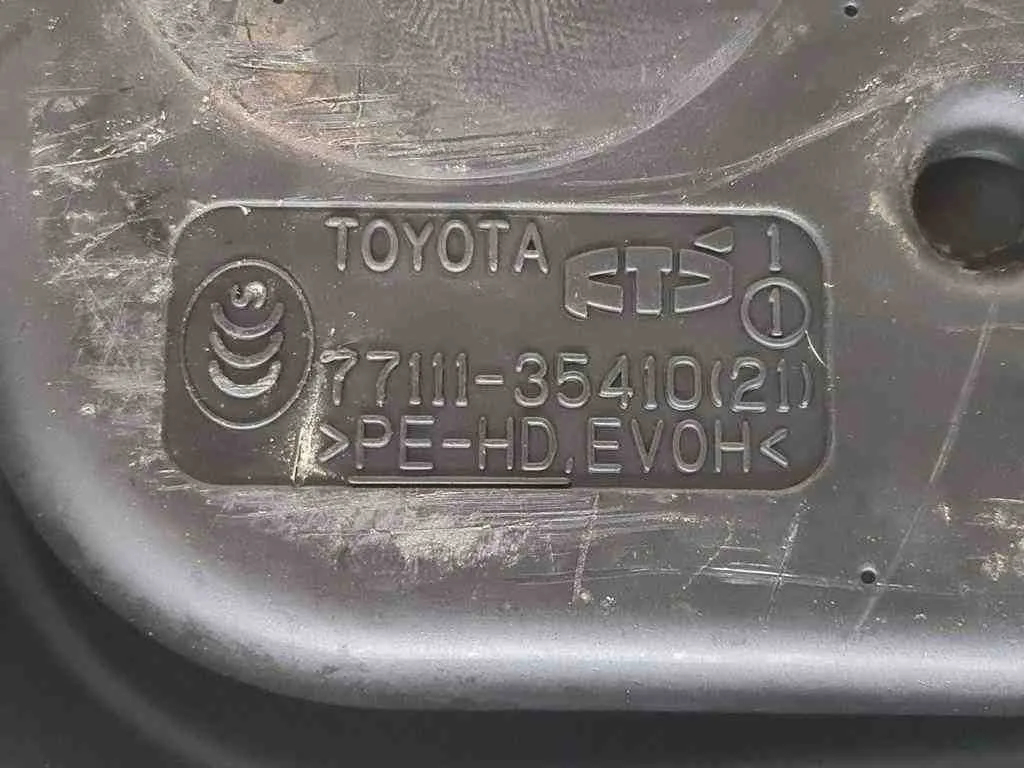 TOYOTA
1
1
77111-35410(21)
>PE-HD,EVOH<